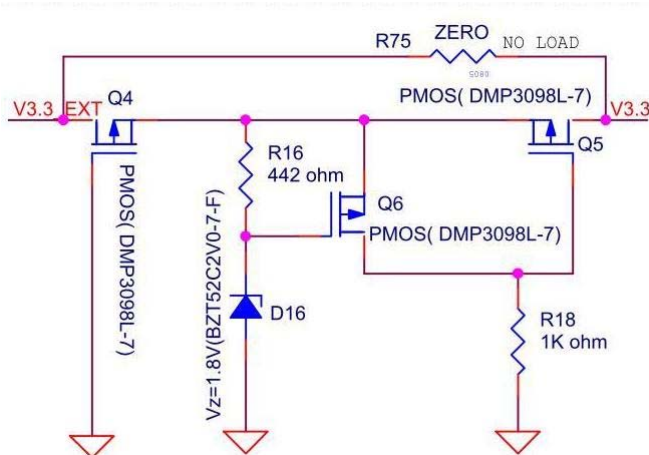 R75 ZERO NO LOAD
5080
V3.3_EXT Q4 PMOS( DMP3098L-7) V3.3
Q5
R16
442 ohm
Q6
PMOS( DMP3098L-7)
PMOS( DMP3098L-7)
Vz=1.8V(BZT52C2V0-7-F)
D16
R18
1K ohm